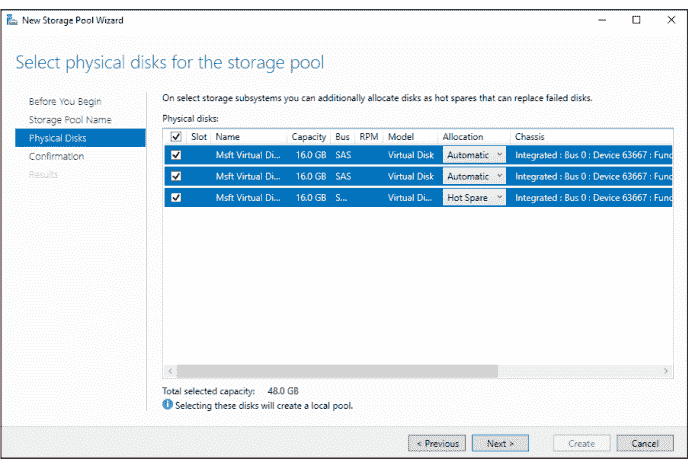 New Storage Pool Wizard
Select physical disks for the storage pool
Before You Begin
Storage Pool Name
Physical Disks
Confirmation
Results
On select storage subsystems you can additionally allocate disks as hot spares that can replace failed disks.
Physical disks:
Slot Name Capacity Bus RPM Model Allocation Chassis
Msft Virtual Di... 16.0 GB SAS Virtual Disk Automatic Integrated : Bus 0 : Device 63667 : Func
Msft Virtual Di... 16.0 GB SAS Virtual Disk Automatic Integrated : Bus 0 : Device 63667 : Func
Msft Virtual Di... 16.0 GB S... Virtual Di... Hot Spare Integrated : Bus 0 : Device 63667 : Func
Total selected capacity: 48.0 GB
Selecting these disks will create a local pool.
< Previous Next > Create Cancel